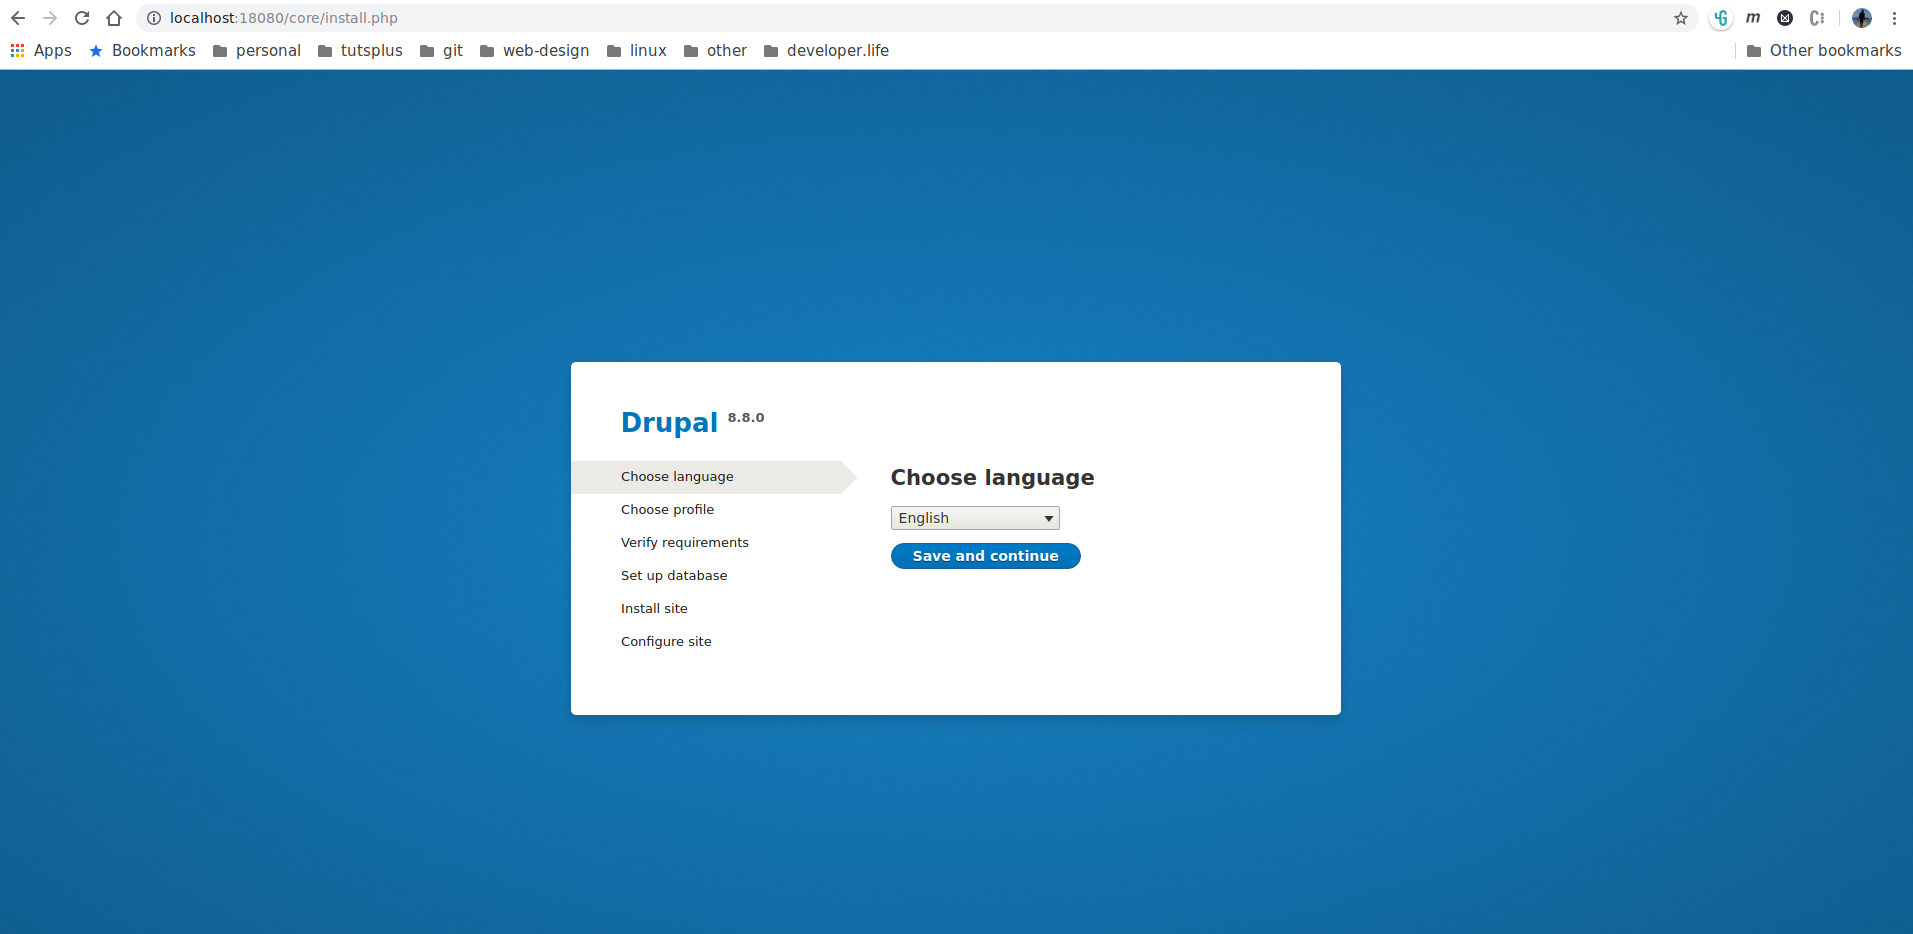 localhost:18080/core/install.php
Apps Bookmarks personal tutsplus git web-design linux other developer.life Other bookmarks
Drupal 8.8.0
Choose language
Choose profile
Verify requirements
Set up database
Install site
Configure site
Choose language
English
Save and continue